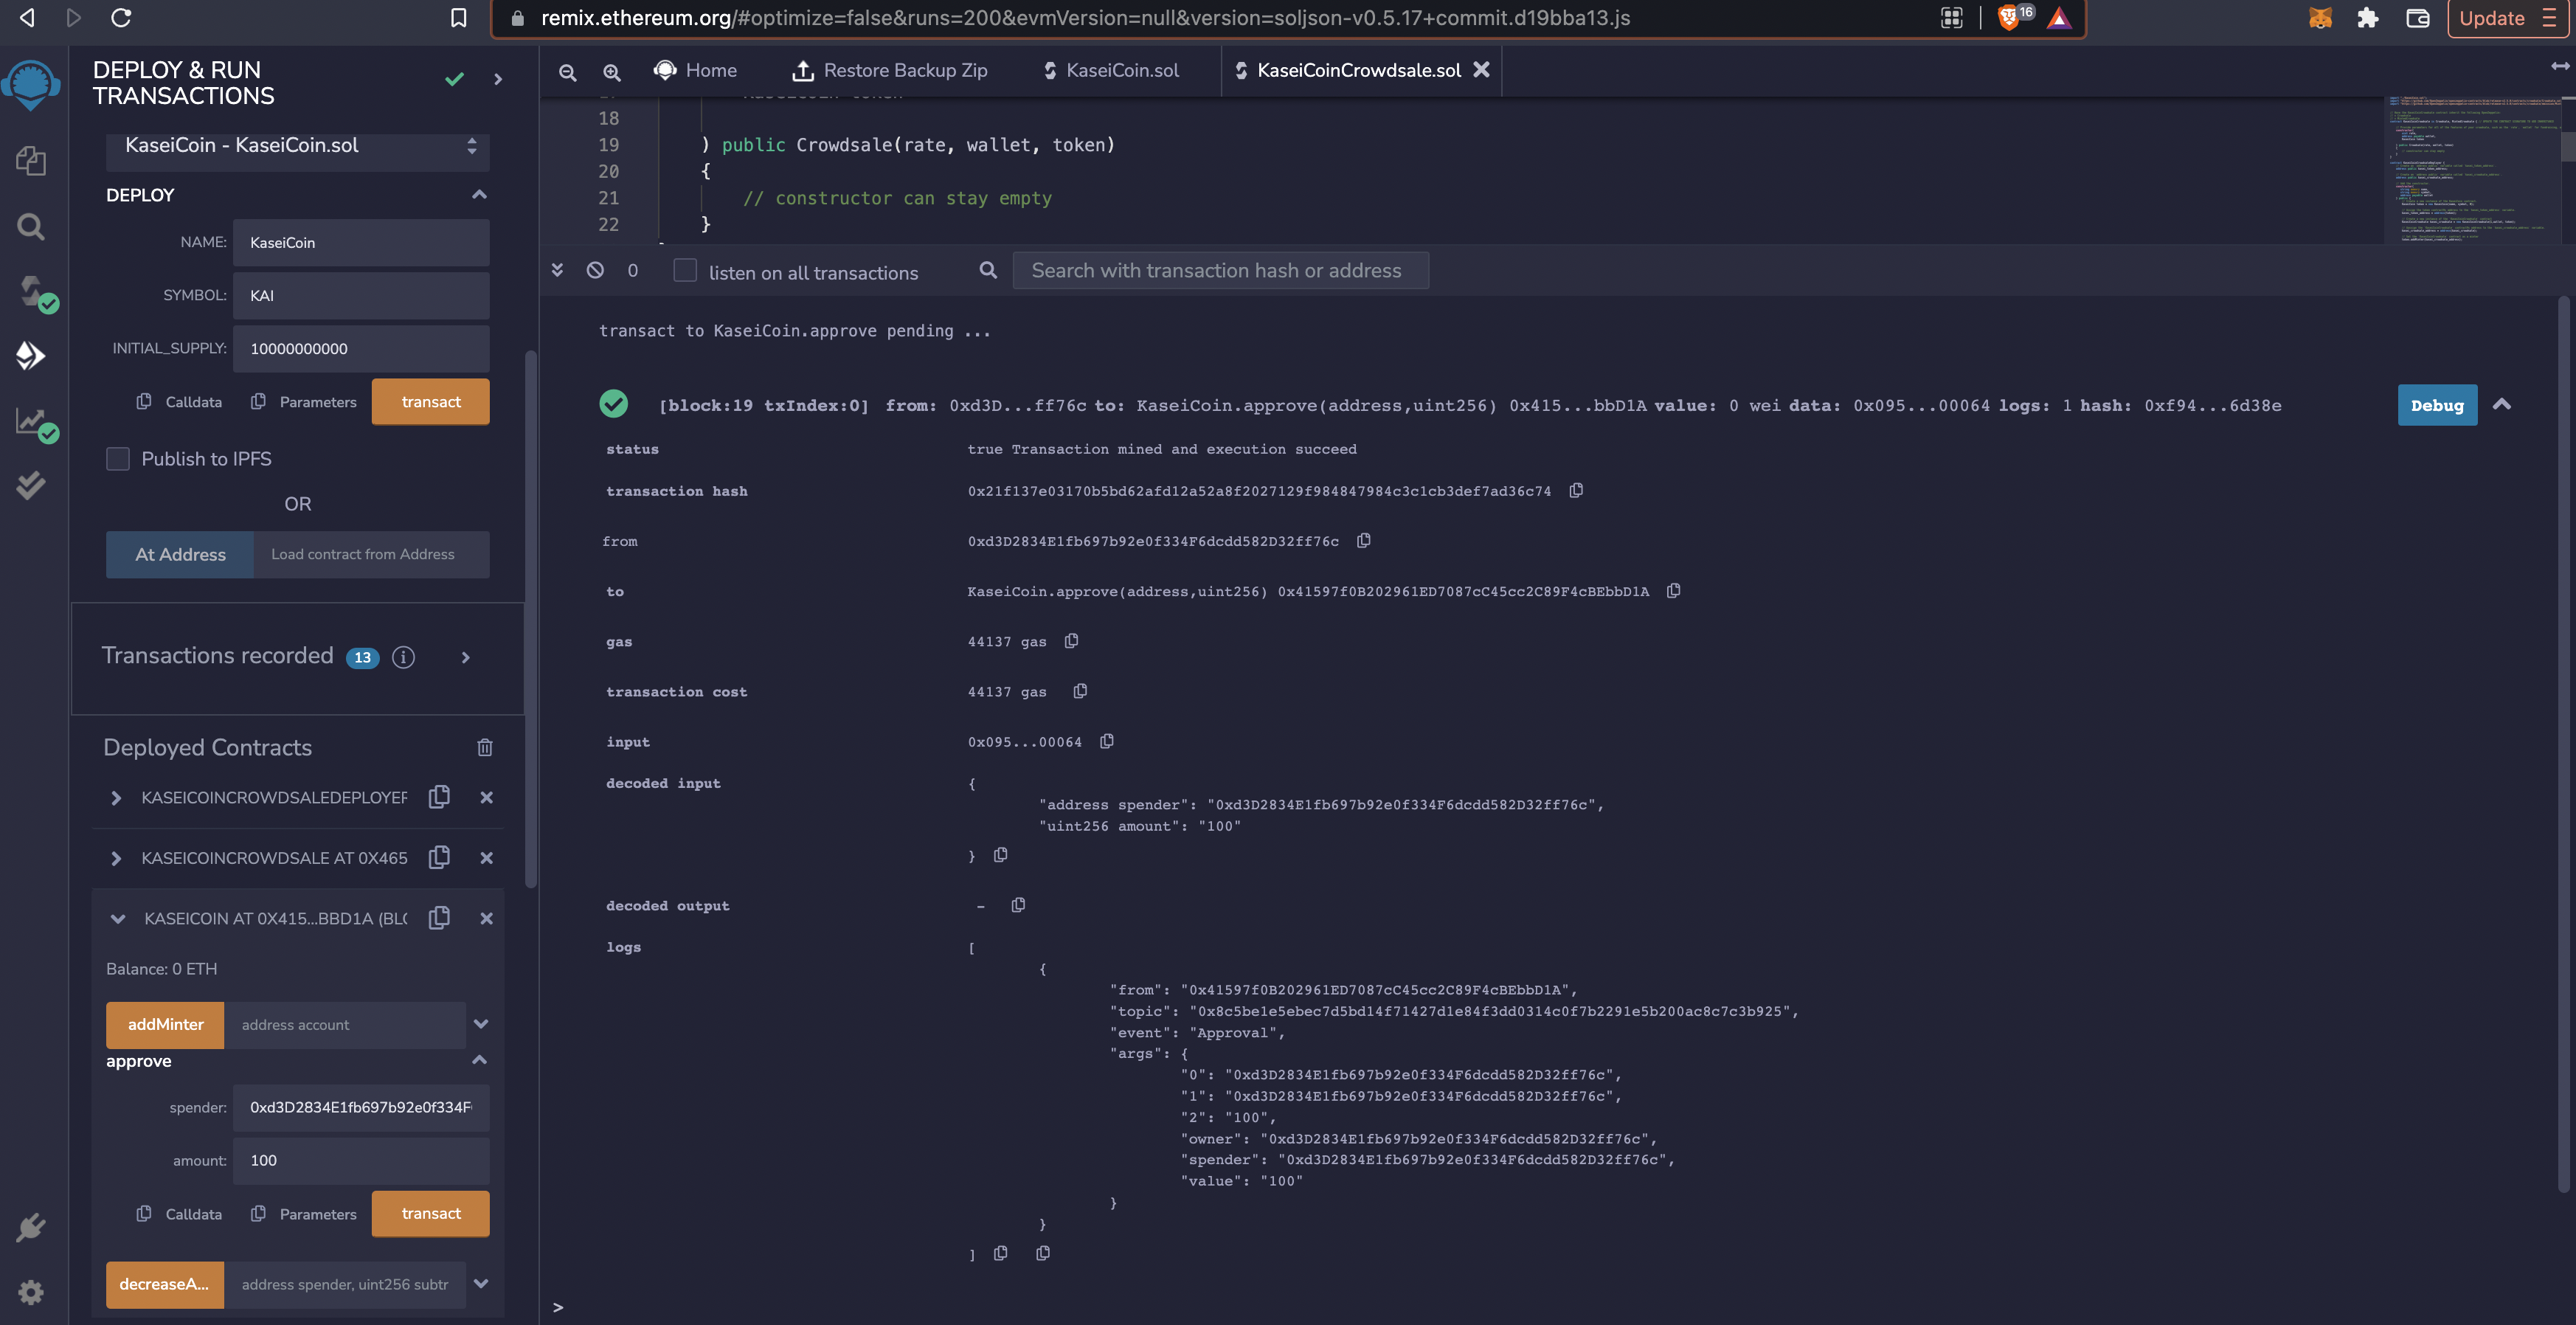 remix.ethereum.org/#optimize=false&runs=200&evmVersion=null&version=soljson-v0.5.17+commit.d19bba13.js
16
Update
DEPLOY & RUN
TRANSACTIONS
KaseiCoin - KaseiCoin.sol
DEPLOY
NAME: KaseiCoin
SYMBOL: KAI
INITIAL_SUPPLY: 10000000000
Calldata Parameters transact
Publish to IPFS
OR
At Address Load contract from Address
Transactions recorded 13 i
Deployed Contracts
KASEICOINCROWDSALEDEPLOYER
KASEICOINCROWDSALE AT 0X465
KASEICOIN AT 0X415...BBD1A (BLO
Balance: 0 ETH
addMinter address account
approve
spender: 0xd3D2834E1fb697b92e0f334F
amount: 100
Calldata Parameters transact
decreaseA... address spender, uint256 subtr
Home Restore Backup Zip KaseiCoin.sol KaseiCoinCrowdsale.sol
18
19 ) public Crowdsale(rate, wallet, token)
20 {
21 // constructor can stay empty
22 }
0 listen on all transactions Search with transaction hash or address
transact to KaseiCoin.approve pending ...
[block:19 txIndex:0] from: 0xd3D...ff76c to: KaseiCoin.approve(address,uint256) 0x415...bbD1A value: 0 wei data: 0x095...00064 logs: 1 hash: 0xf94...6d38e Debug
status true Transaction mined and execution succeed
transaction hash 0x21f137e03170b5bd62afd12a52a8f2027129f984847984c3c1cb3def7ad36c74
from 0xd3D2834E1fb697b92e0f334F6dcdd582D32ff76c
to KaseiCoin.approve(address,uint256) 0x41597f0B202961ED7087cC45cc2C89F4cBEbbD1A
gas 44137 gas
transaction cost 44137 gas
input 0x095...00064
decoded input {
"address spender": "0xd3D2834E1fb697b92e0f334F6dcdd582D32ff76c",
"uint256 amount": "100"
}
decoded output -
logs [
{
"from": "0x41597f0B202961ED7087cC45cc2C89F4cBEbbD1A",
"topic": "0x8c5be1e5ebec7d5bd14f71427d1e84f3dd0314c0f7b2291e5b200ac8c7c3b925",
"event": "Approval",
"args": {
"0": "0xd3D2834E1fb697b92e0f334F6dcdd582D32ff76c",
"1": "0xd3D2834E1fb697b92e0f334F6dcdd582D32ff76c",
"2": "100",
"owner": "0xd3D2834E1fb697b92e0f334F6dcdd582D32ff76c",
"spender": "0xd3D2834E1fb697b92e0f334F6dcdd582D32ff76c",
"value": "100"
}
}
]
>